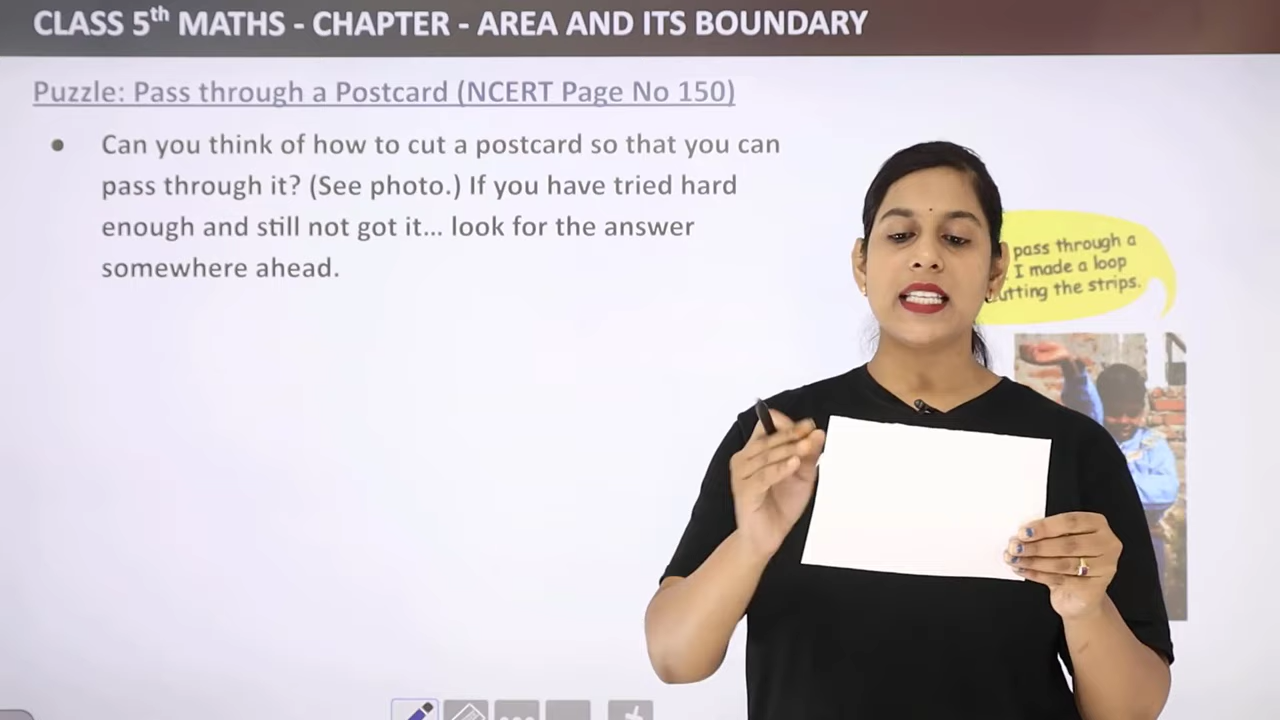 CLASS 5th MATHS - CHAPTER - AREA AND ITS BOUNDARY
Puzzle: Pass through a Postcard (NCERT Page No 150)
● Can you think of how to cut a postcard so that you can
pass through it? (See photo.) If you have tried hard
enough and still not got it... look for the answer
somewhere ahead.
pass through a
I made a loop
the strips.